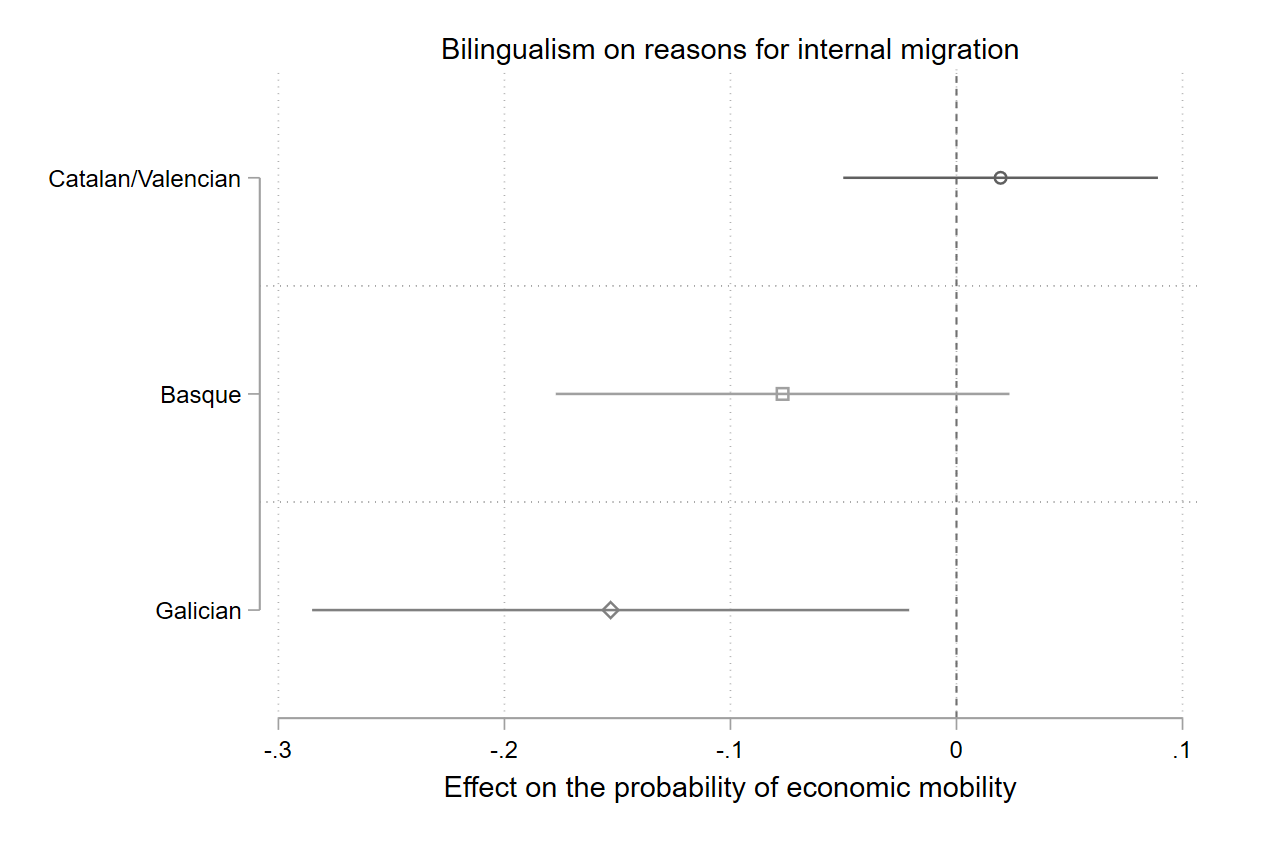 Bilingualism on reasons for internal migration
Catalan/Valencian
Basque
Galician
-.3 -.2 -.1 0 .1
Effect on the probability of economic mobility